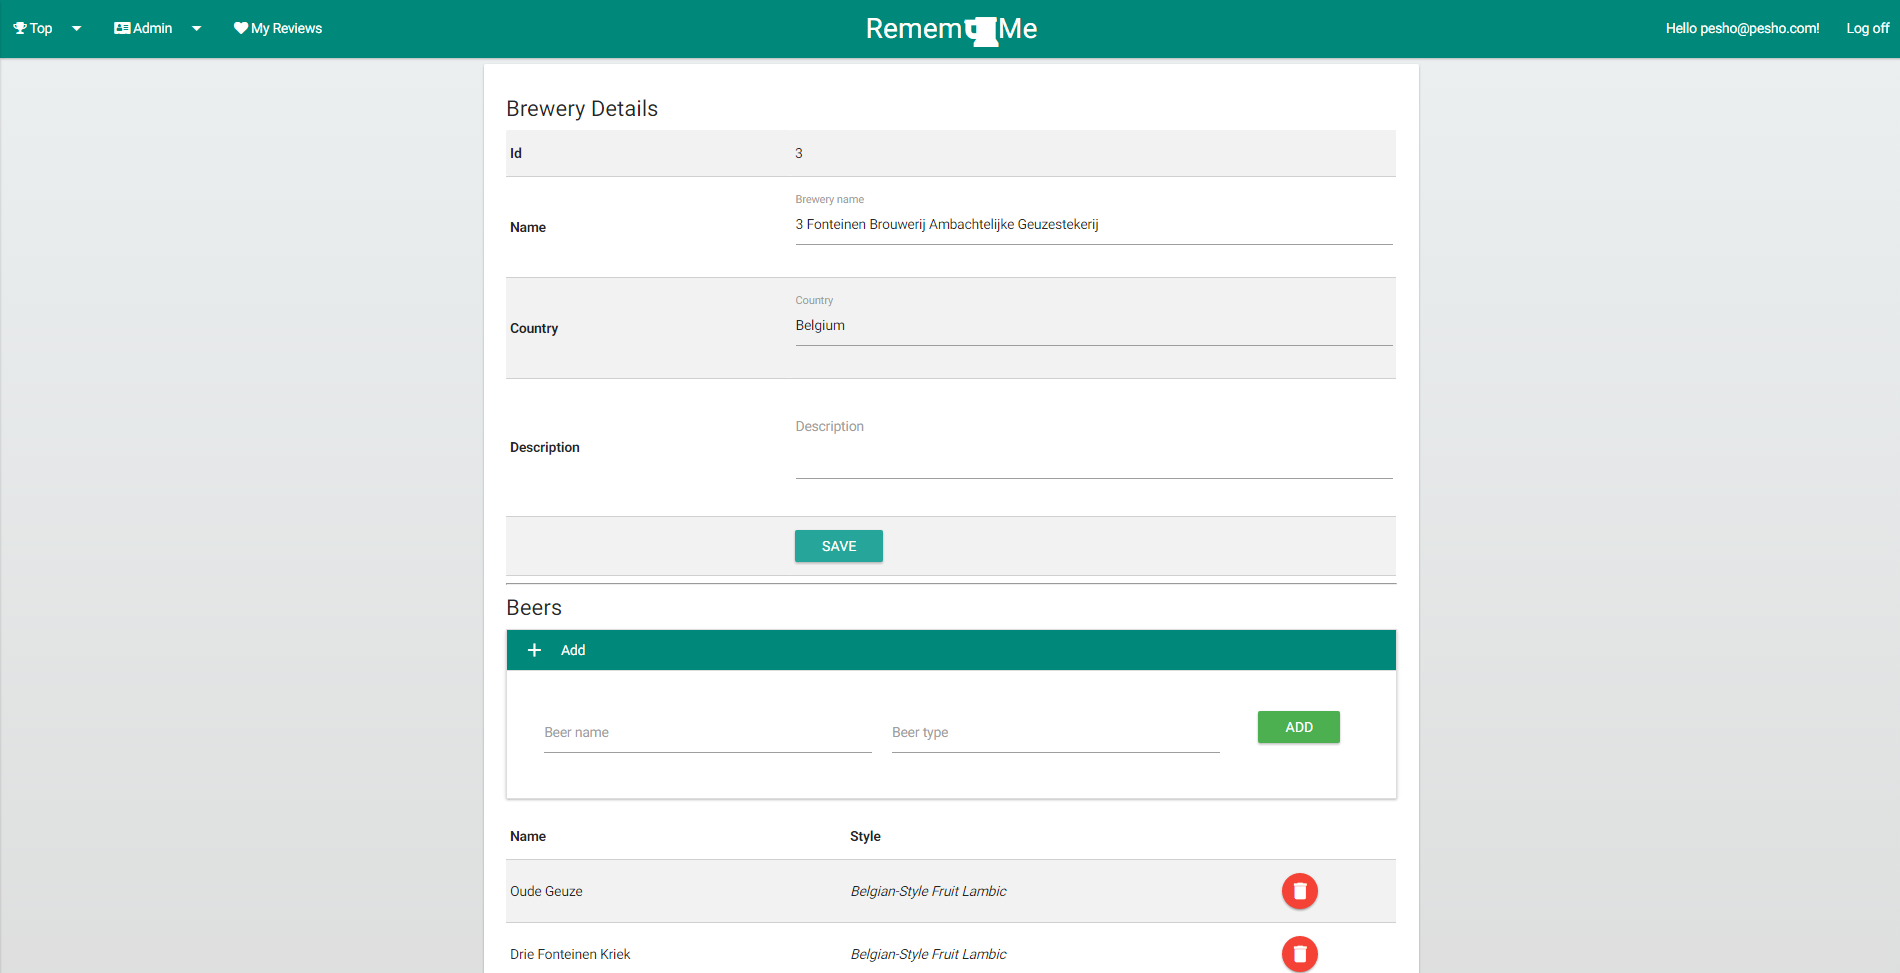 Top Admin My Reviews Remem Me Hello pesho@pesho.com! Log off
Brewery Details
Id 3
Brewery name
Name 3 Fonteinen Brouwerij Ambachtelijke Geuzestekerij
Country
Country Belgium
Description
Description
SAVE
Beers
Add
Beer name Beer type ADD
Name Style
Oude Geuze Belgian-Style Fruit Lambic
Drie Fonteinen Kriek Belgian-Style Fruit Lambic